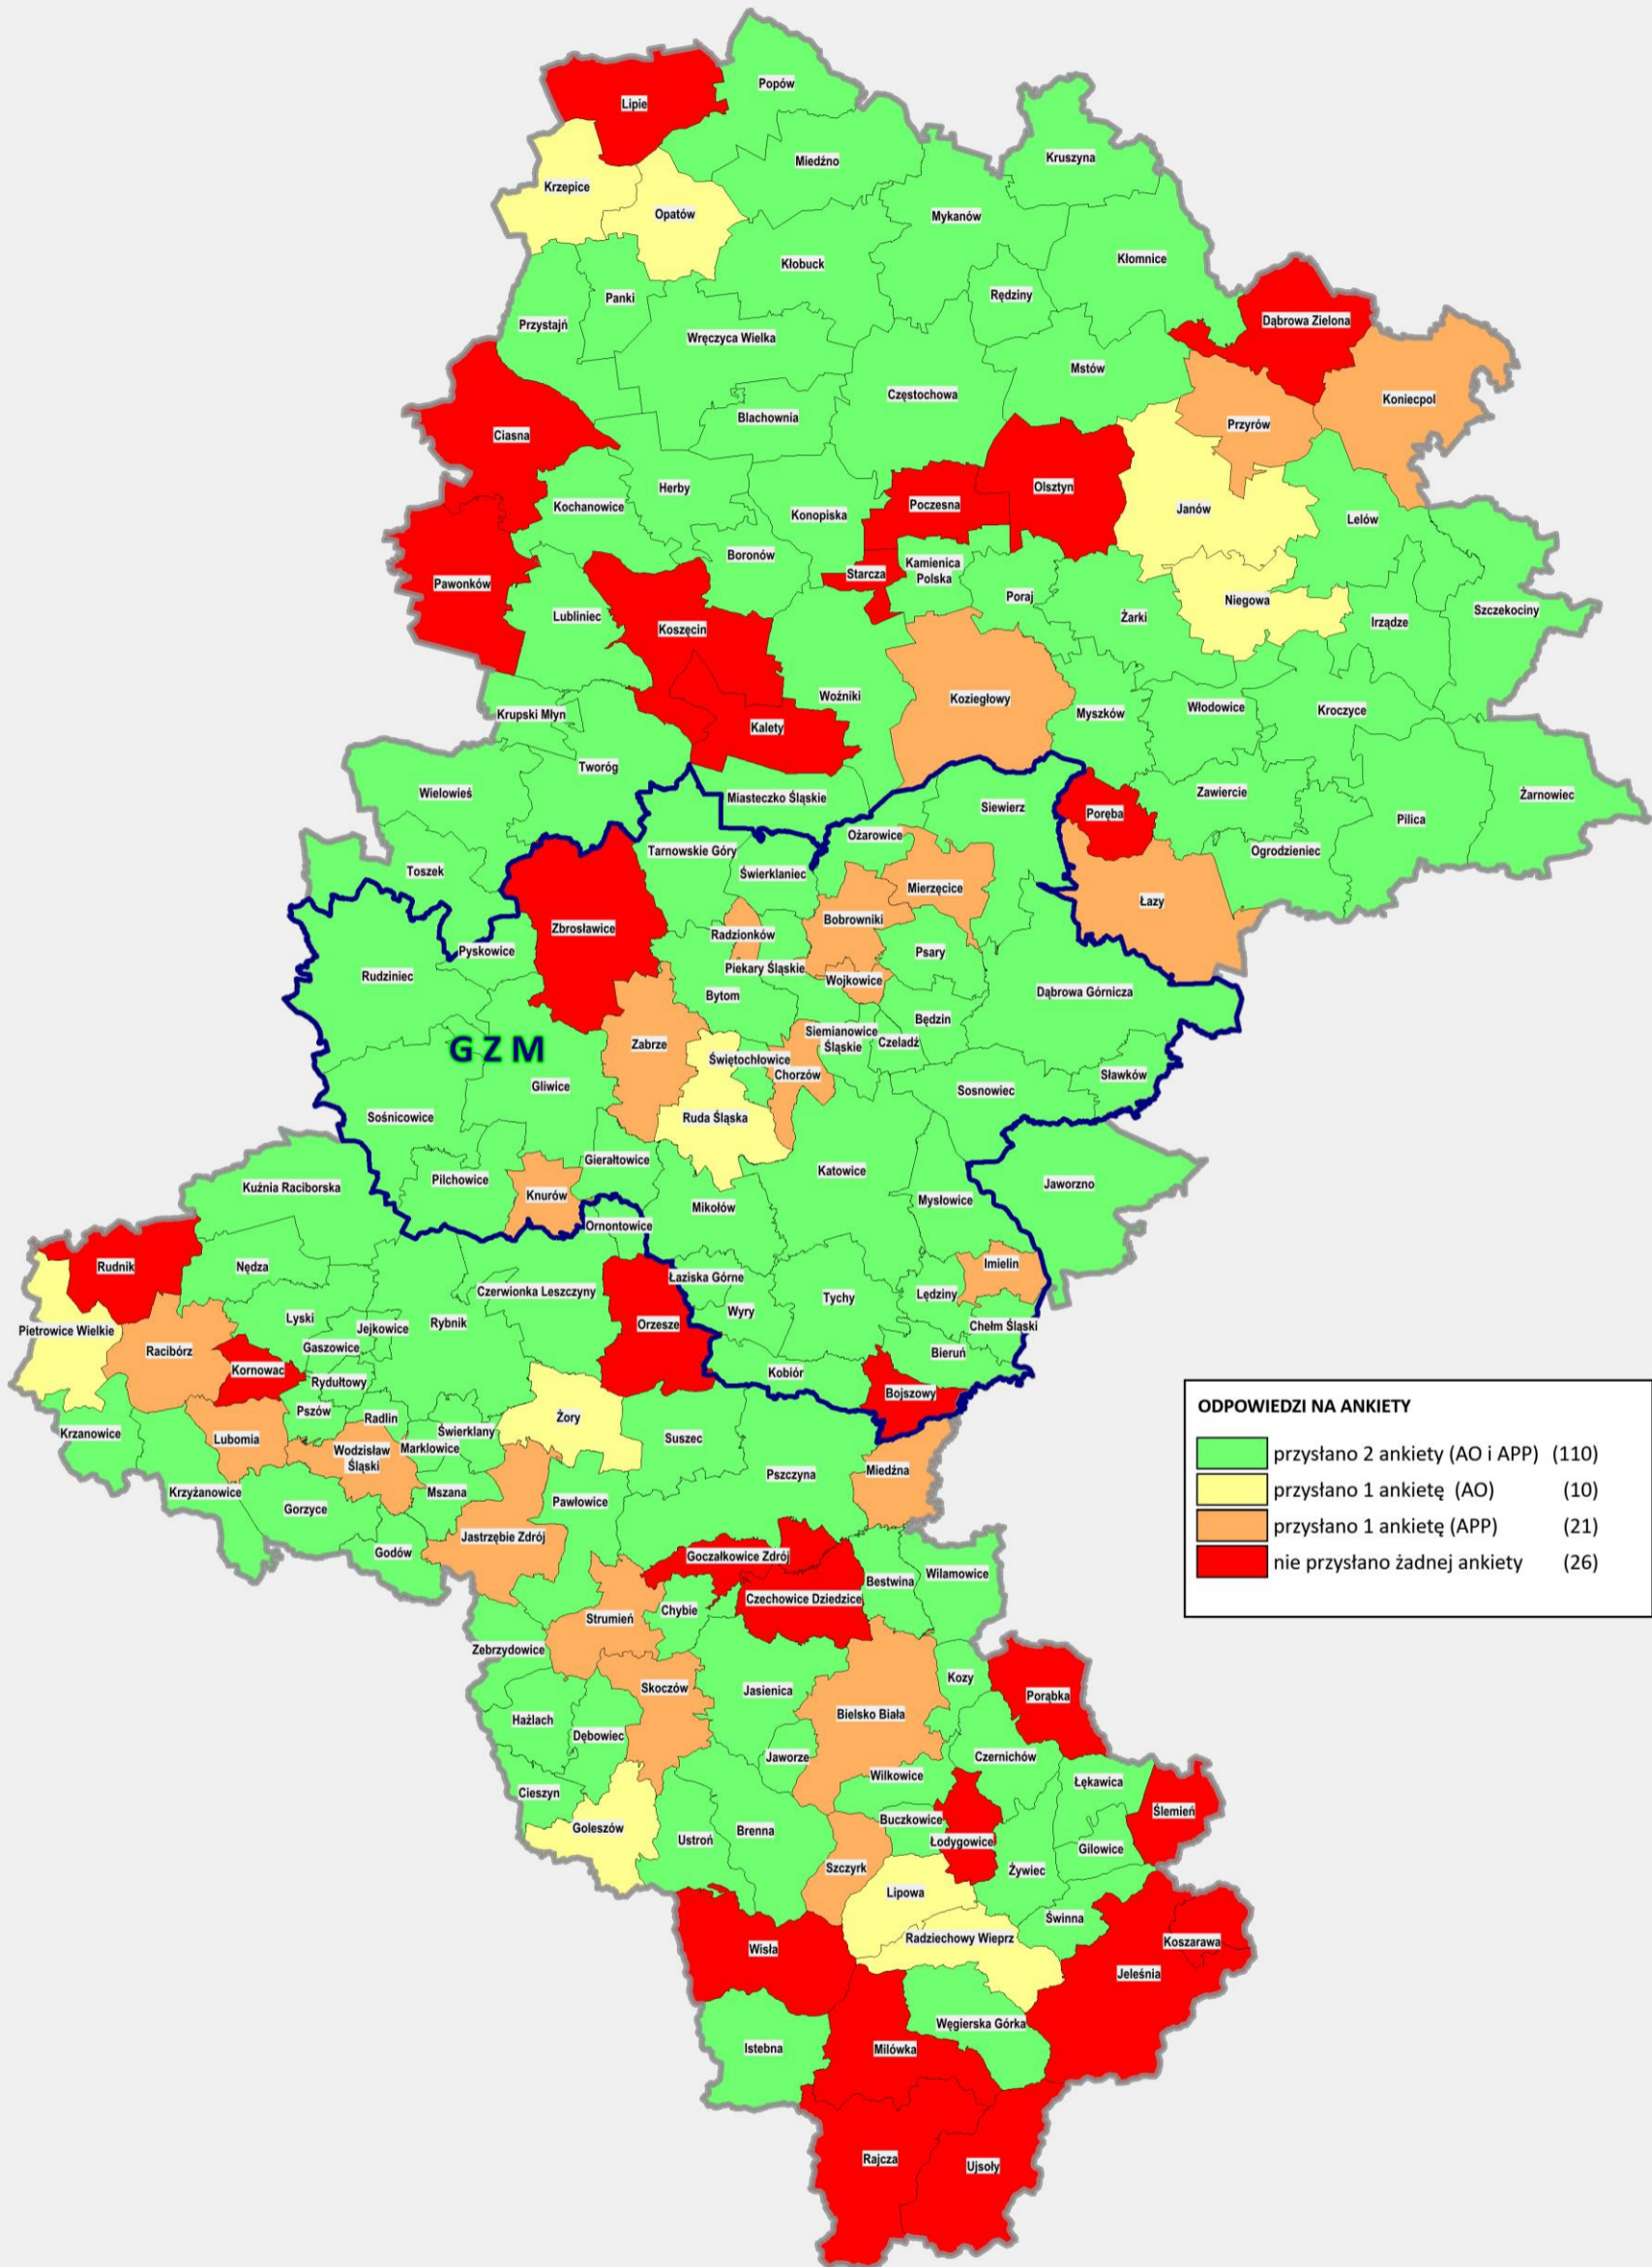 Popów
Lipie
Miedźno
Kruszyna
Krzepice
Opatów
Mykanów
Kłobuck
Kłomnice
Panki
Rędziny
Przystajń
Dąbrowa Zielona
Wręczyca Wielka
Mstów
Częstochowa
Koniecpol
Blachownia
Przyrów
Ciasna
Herby
Olsztyn
Kochanowice
Poczesna
Janów
Konopiska
Lelów
Boronów
Kamienica
Polska
Starcza
Pawonków
Poraj
Niegowa
Szczekociny
Lubliniec
Żarki
Irządze
Koszęcin
Woźniki
Koziegłowy
Włodowice
Kroczyce
Krupski Młyn
Myszków
Kalety
Tworóg
Wielowieś
Miasteczko Śląskie
Siewierz
Zawiercie
Żarnowiec
Poręba
Pilica
Ożarowice
Tarnowskie Góry
Ogrodzieniec
Toszek
Świerklaniec
Mierzęcice
Łazy
Zbrosławice
Bobrowniki
Radzionków
Pyskowice
Psary
Piekary Śląskie
Rudziniec
Wojkowice
Bytom
Dąbrowa Górnicza
Będzin
Siemianowice
Śląskie
Czeladź
GZM
Zabrze
Świętochłowice
Chorzów
Sławków
Gliwice
Sosnowiec
Sośnicowice
Ruda Śląska
Gierałtowice
Katowice
Pilchowice
Kuźnia Raciborska
Jaworzno
Knurów
Mysłowice
Mikołów
Ornontowice
Rudnik
Nędza
Imielin
Łaziska Górne
Czerwionka Leszczyny
Lędziny
Tychy
Wyry
Lyski
Rybnik
Orzesze
Chełm Śląski
Pietrowice Wielkie
Jejkowice
Gaszowice
Racibórz
Bieruń
Kornowac
Kobiór
Rydułtowy
Bojszowy
Pszów
Radlin
Żory
Krzanowice
Świerklany
Lubomia
Suszec
Wodzisław
Śląski
Marklowice
Miedźna
Pszczyna
Krzyżanowice
Mszana
Pawłowice
Gorzyce
Jastrzębie Zdrój
Godów
Goczałkowice Zdrój
Wilamowice
Bestwina
Czechowice Dziedzice
Chybie
Strumień
Zebrzydowice
Kozy
Skoczów
Jasienica
Porąbka
Bielsko Biała
Haźlach
Dębowiec
Jaworze
Czernichów
Wilkowice
Łękawica
Cieszyn
Ślemień
Buczkowice
Goleszów
Brenna
Ustroń
Łodygowice
Gilowice
Szczyrk
Żywiec
Lipowa
Świnna
Radziechowy Wieprz
Koszarawa
Wisła
Jeleśnia
Węgierska Górka
Istebna
Milówka
Rajcza
Ujsoły
ODPOWIEDZI NA ANKIETY
przysłano 2 ankiety (AO i APP) (110)
przysłano 1 ankietę (AO) (10)
przysłano 1 ankietę (APP) (21)
nie przysłano żadnej ankiety (26)